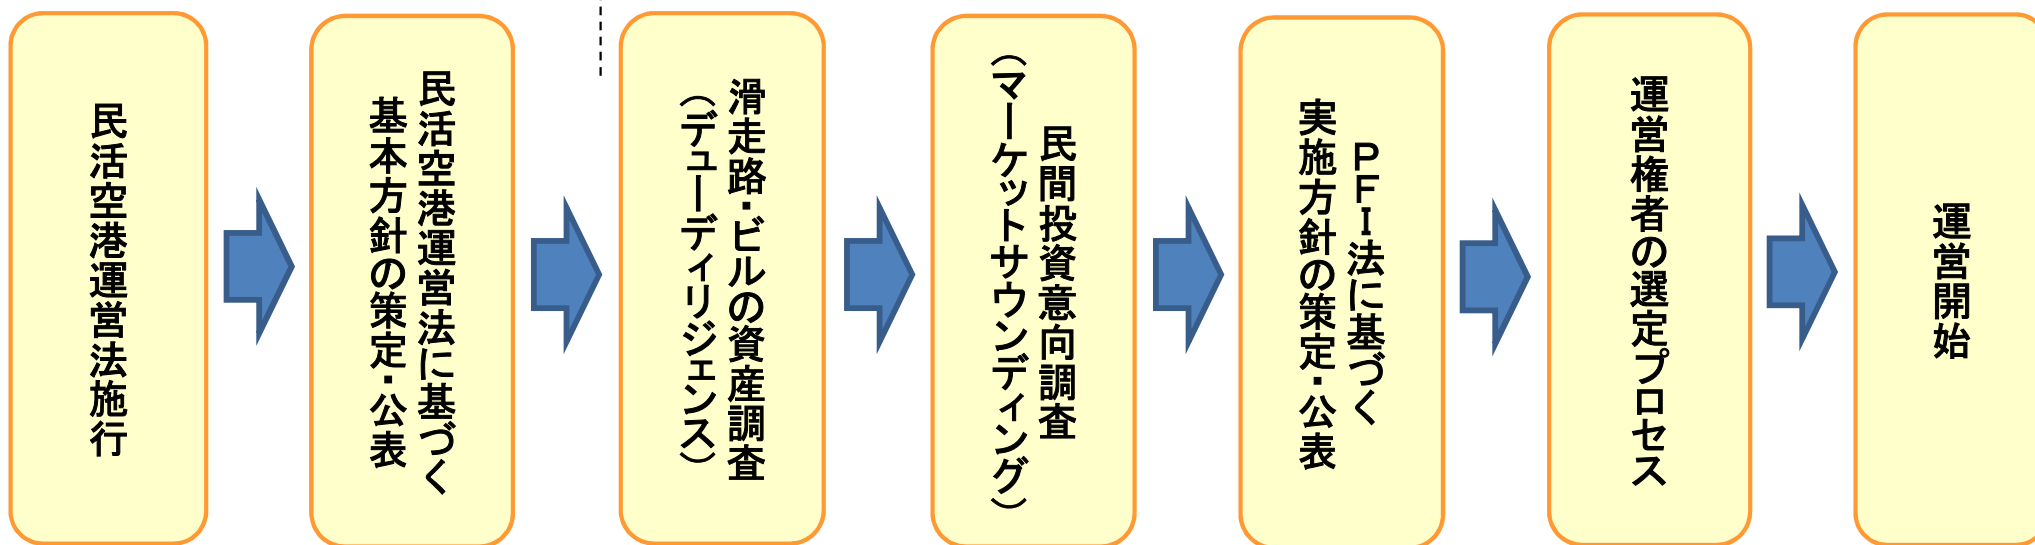 民活空港運営法施行
民活空港運営法に基づく
基本方針の策定・公表
滑走路・ビルの資産調査
（デューディリジェンス）
民間投資意向調査
（マーケットサウンディング）
ＰＦＩ法に基づく
実施方針の策定・公表
運営権者の選定プロセス
運営開始